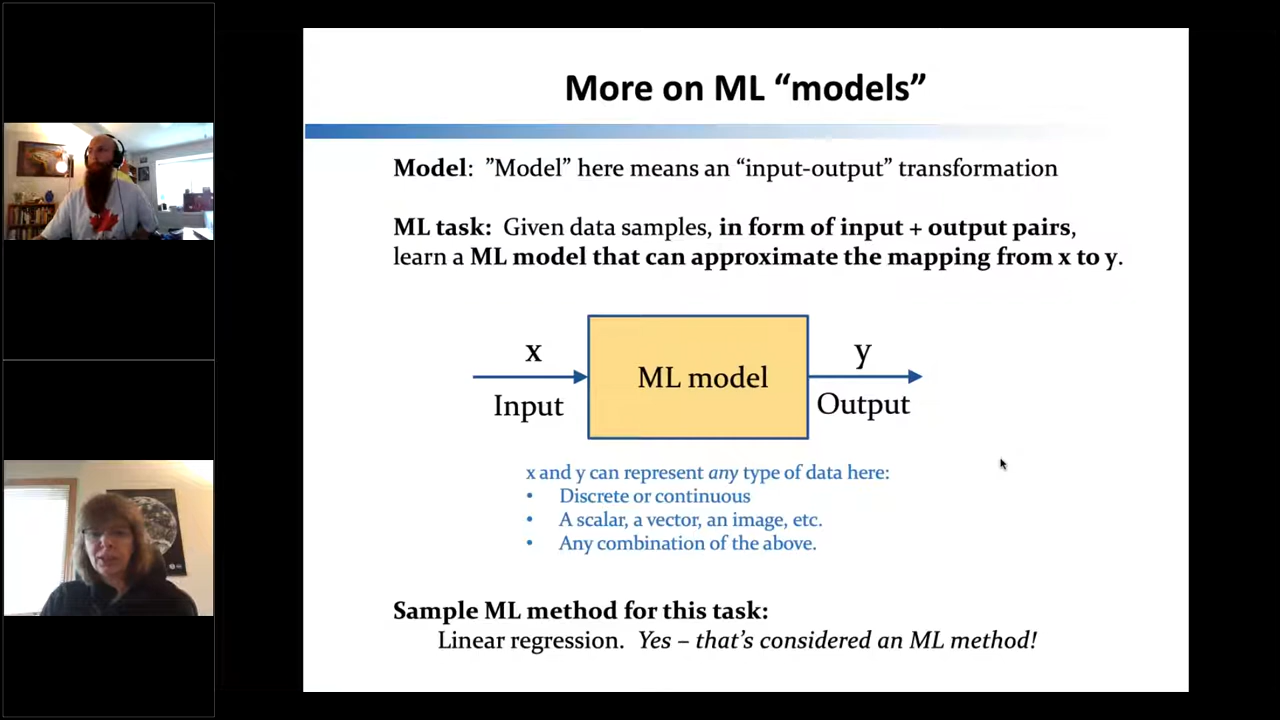 More on ML “models”
Model: ”Model” here means an “input-output” transformation
ML task: Given data samples, in form of input + output pairs,
learn a ML model that can approximate the mapping from x to y.
x
Input
ML model
y
Output
x and y can represent any type of data here:
• Discrete or continuous
• A scalar, a vector, an image, etc.
• Any combination of the above.
Sample ML method for this task:
Linear regression. Yes – that’s considered an ML method!